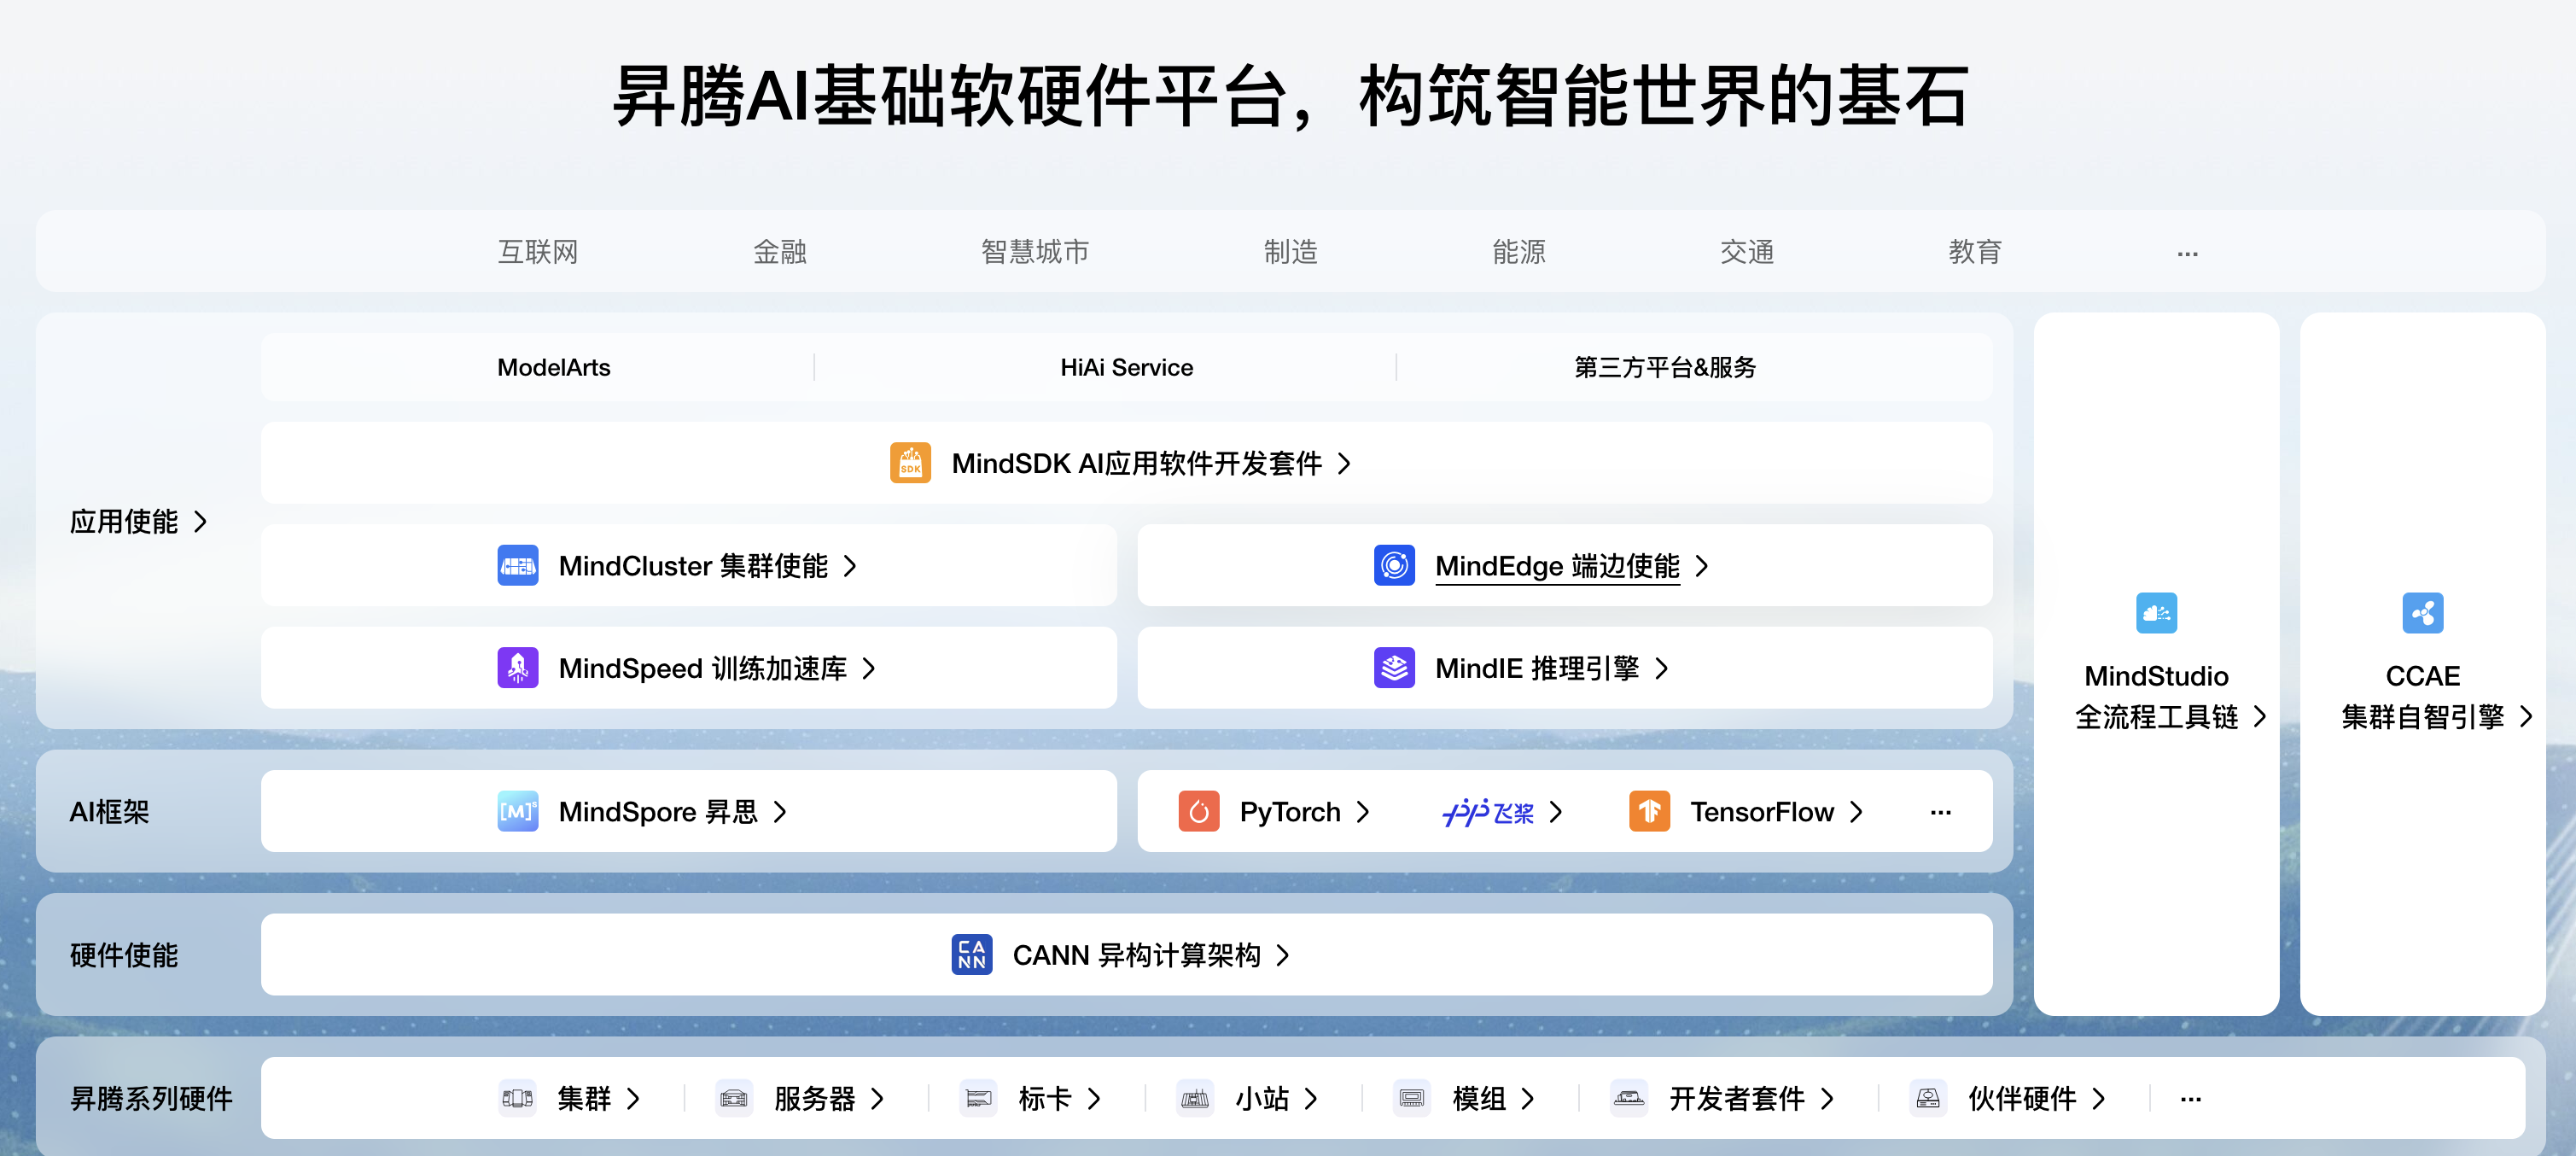 昇腾AI基础软硬件平台，构筑智能世界的基石
互联网 金融 智慧城市 制造 能源 交通 教育 ...
ModelArts HiAi Service 第三方平台&服务
SDK MindSDK AI应用软件开发套件
应用使能
MindCluster 集群使能 MindEdge 端边使能
MindSpeed 训练加速库 MindIE 推理引擎
MindStudio
全流程工具链
CCAE
集群自智引擎
AI框架 [M]s MindSpore 昇思 PyTorch 飞桨 TensorFlow ...
硬件使能 CANN CANN 异构计算架构
昇腾系列硬件 集群 服务器 标卡 小站 模组 开发者套件 伙伴硬件 ...